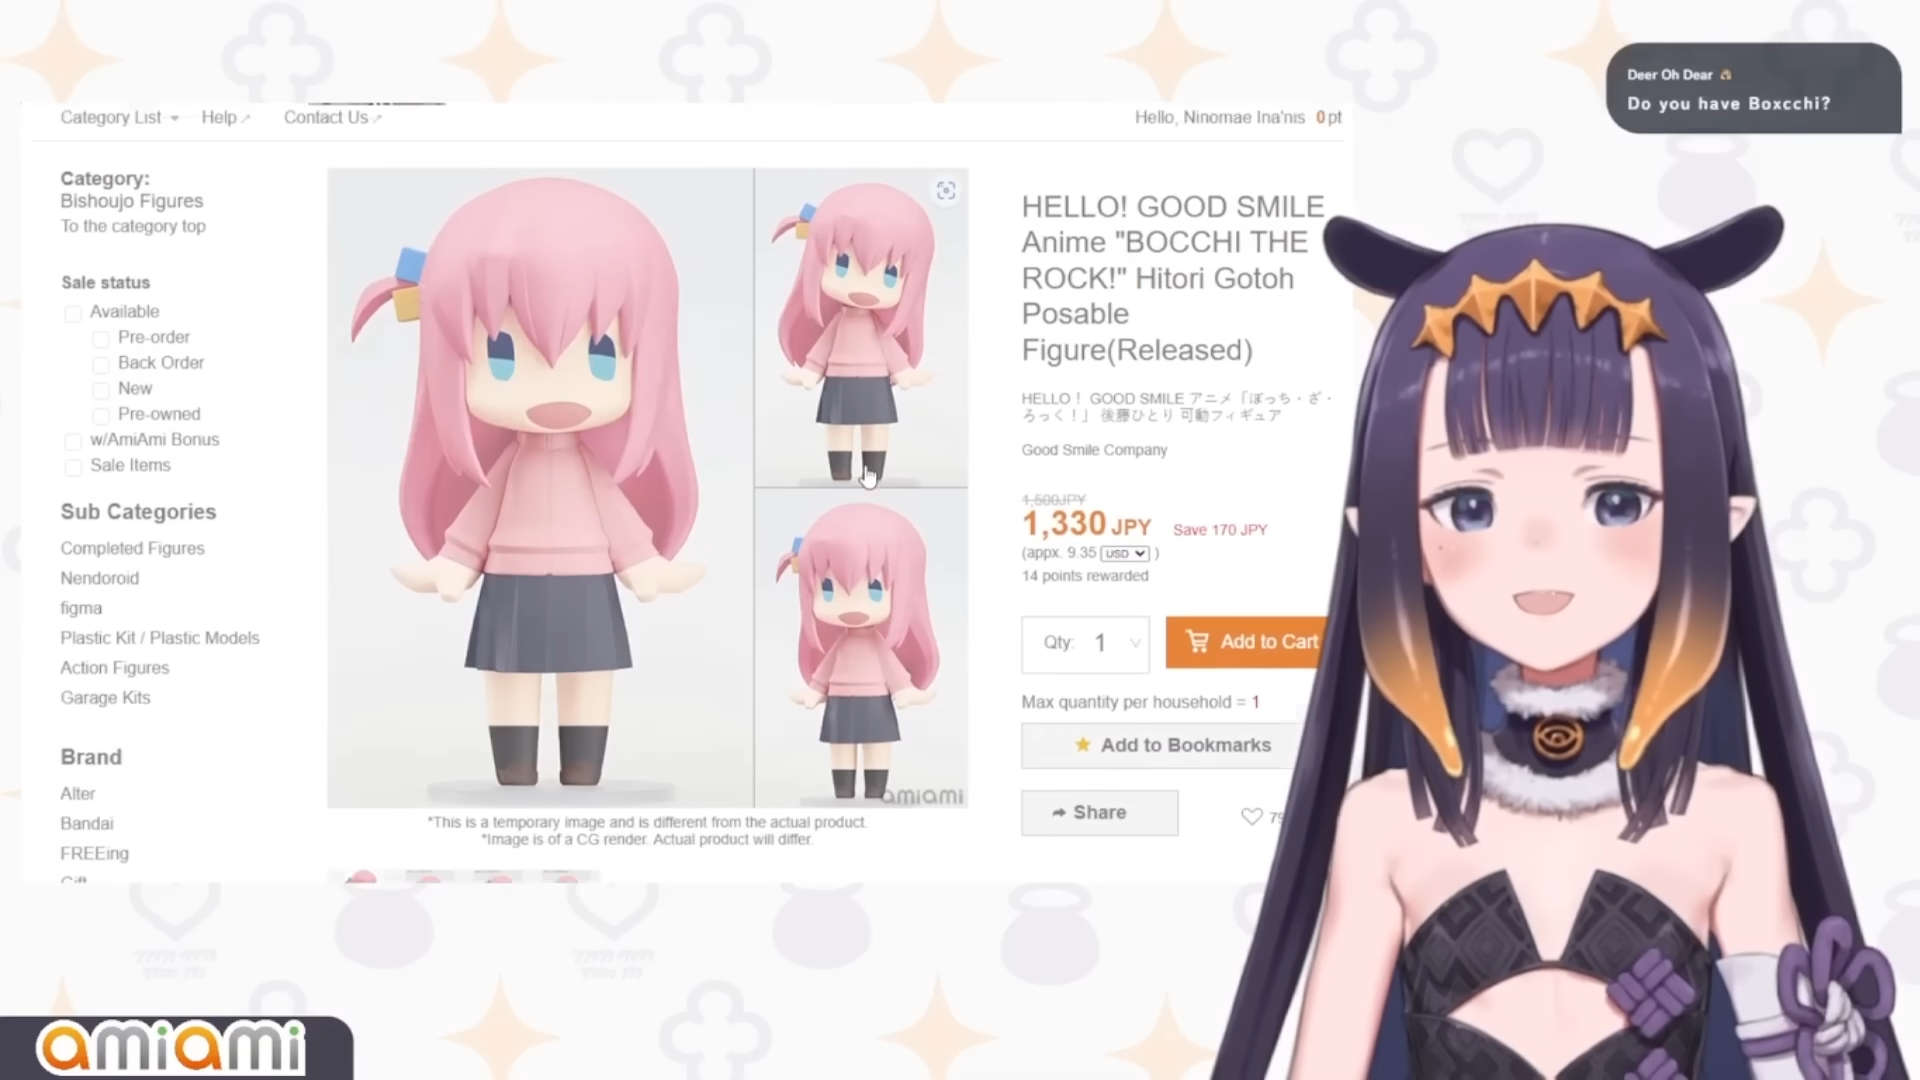 Deer Oh Dear
Do you have Boxcchi?
Category List
Help
Contact Us
Hello, Ninomae Ina'nis 0pt
Category:
Bishoujo Figures
To the category top
Sale status
Available
Pre-order
Back Order
New
Pre-owned
w/AmiAmi Bonus
Sale Items
Sub Categories
Completed Figures
Nendoroid
figma
Plastic Kit / Plastic Models
Action Figures
Garage Kits
Brand
Alter
Bandai
FREEing
amiami
*This is a temporary image and is different from the actual product.
*Image is of a CG render. Actual product will differ.
HELLO! GOOD SMILE
Anime "BOCCHI THE
ROCK!" Hitori Gotoh
Posable
Figure(Released)
HELLO！ GOOD SMILE アニメ「ぼっち・ざ・
ろっく！」 後藤ひとり 可動フィギュア
Good Smile Company
1,500JPY
1,330 JPY Save 170 JPY
(appx. 9.35 USD )
14 points rewarded
Qty: 1
Add to Cart
Max quantity per household = 1
Add to Bookmarks
Share
amiami